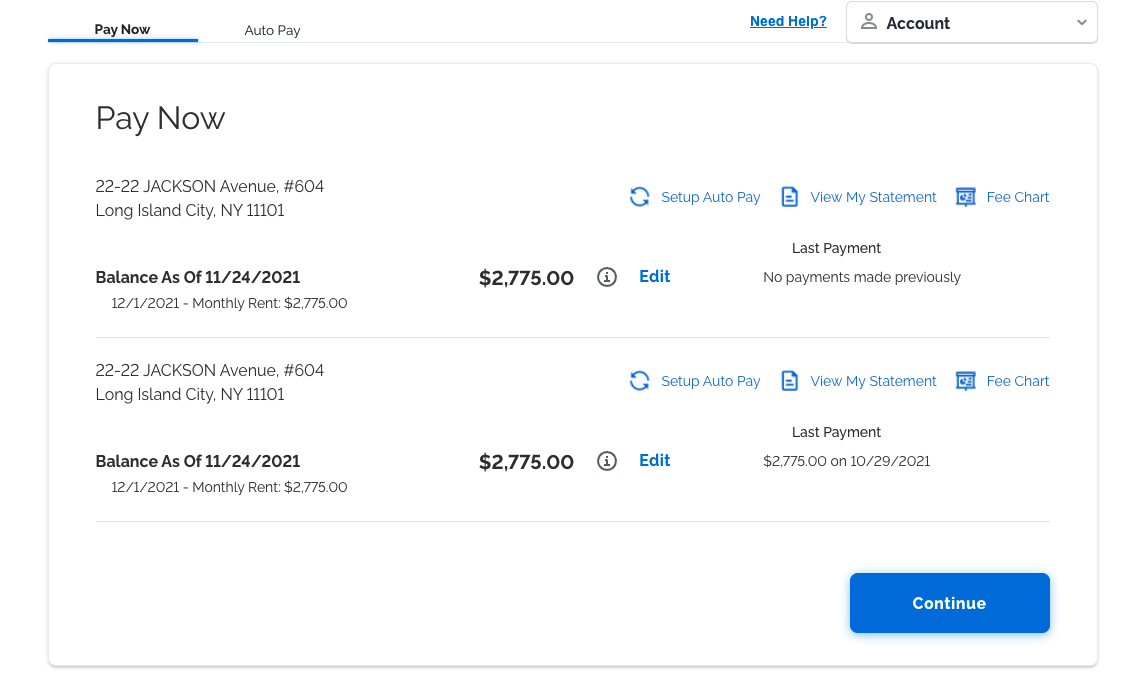 Pay Now
Auto Pay
Need Help?
Account
Pay Now
22-22 JACKSON Avenue, #604
Long Island City, NY 11101
Setup Auto Pay
View My Statement
Fee Chart
Last Payment
Balance As Of 11/24/2021
$2,775.00
Edit
No payments made previously
12/1/2021 - Monthly Rent: $2,775.00
22-22 JACKSON Avenue, #604
Long Island City, NY 11101
Setup Auto Pay
View My Statement
Fee Chart
Last Payment
Balance As Of 11/24/2021
$2,775.00
Edit
$2,775.00 on 10/29/2021
12/1/2021 - Monthly Rent: $2,775.00
Continue